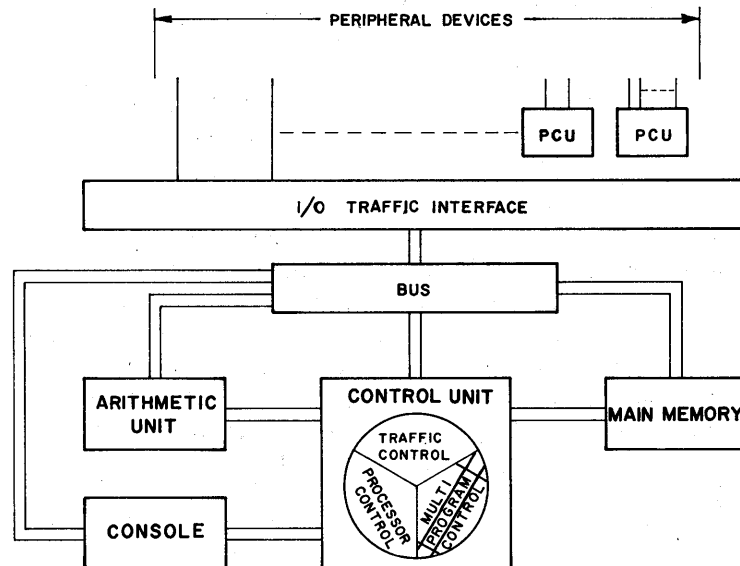 PERIPHERAL DEVICES
PCU
PCU
I/O TRAFFIC INTERFACE
BUS
ARITHMETIC
UNIT
CONTROL UNIT
MAIN MEMORY
TRAFFIC
CONTROL
PROCESSOR
CONTROL
MULTI
PROGRAM
CONTROL
CONSOLE